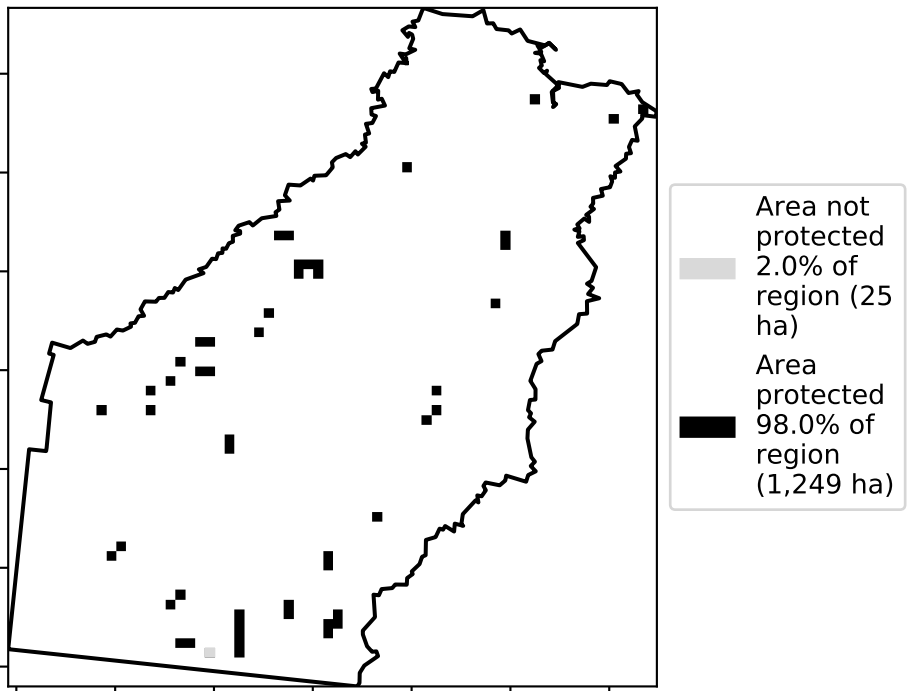 Area not
protected
2.0% of
region (25
ha)
Area
protected
98.0% of
region
(1,249 ha)